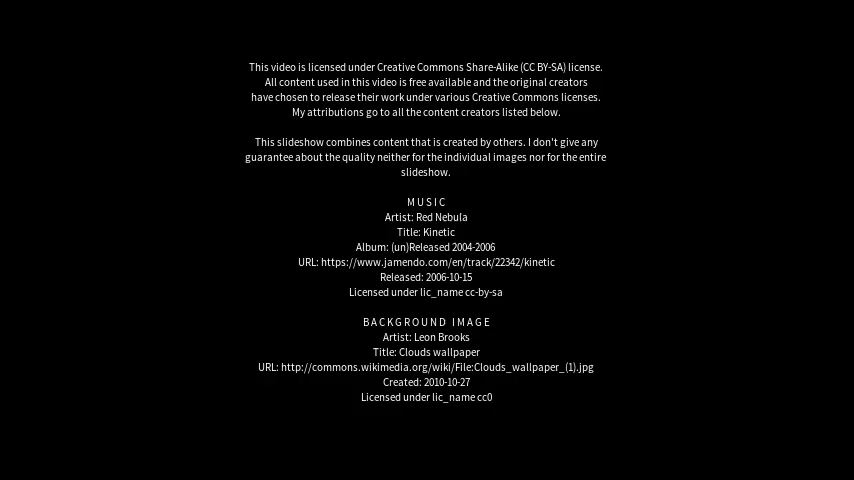 This video is licensed under Creative Commons Share-Alike (CC BY-SA) license.
All content used in this video is free available and the original creators
have chosen to release their work under various Creative Commons licenses.
My attributions go to all the content creators listed below.
This slideshow combines content that is created by others. I don't give any
guarantee about the quality neither for the individual images nor for the entire
slideshow.
MUSIC
Artist: Red Nebula
Title: Kinetic
Album: (un)Released 2004-2006
URL: https://www.jamendo.com/en/track/22342/kinetic
Released: 2006-10-15
Licensed under lic_name cc-by-sa
BACKGROUND IMAGE
Artist: Leon Brooks
Title: Clouds wallpaper
URL: http://commons.wikimedia.org/wiki/File:Clouds_wallpaper_(1).jpg
Created: 2010-10-27
Licensed under lic_name cc0